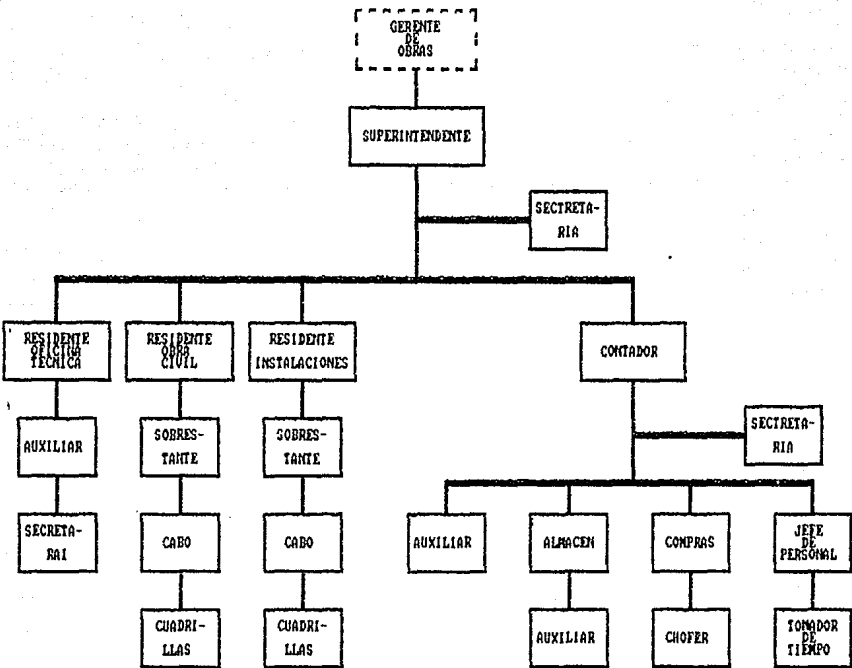 GERENTE
DE
OBRAS
SUPERINTENDENTE
SECTRETA-
RIA
RESIDENTE
OFICINA
TECNICA
RESIDENTE
OBRA
CIVIL
RESIDENTE
INSTALACIONES
CONTADOR
AUXILIAR
SOBRES-
TANTE
SOBRES-
TANTE
SECTRETA-
RIA
SECRETA-
RAI
CABO
CABO
AUXILIAR
ALMACEN
COMPRAS
JEFE
DE
PERSONAL
CUADRI-
LLAS
CUADRI-
LLAS
AUXILIAR
CHOFER
TOMADOR
DE
TIEMPO